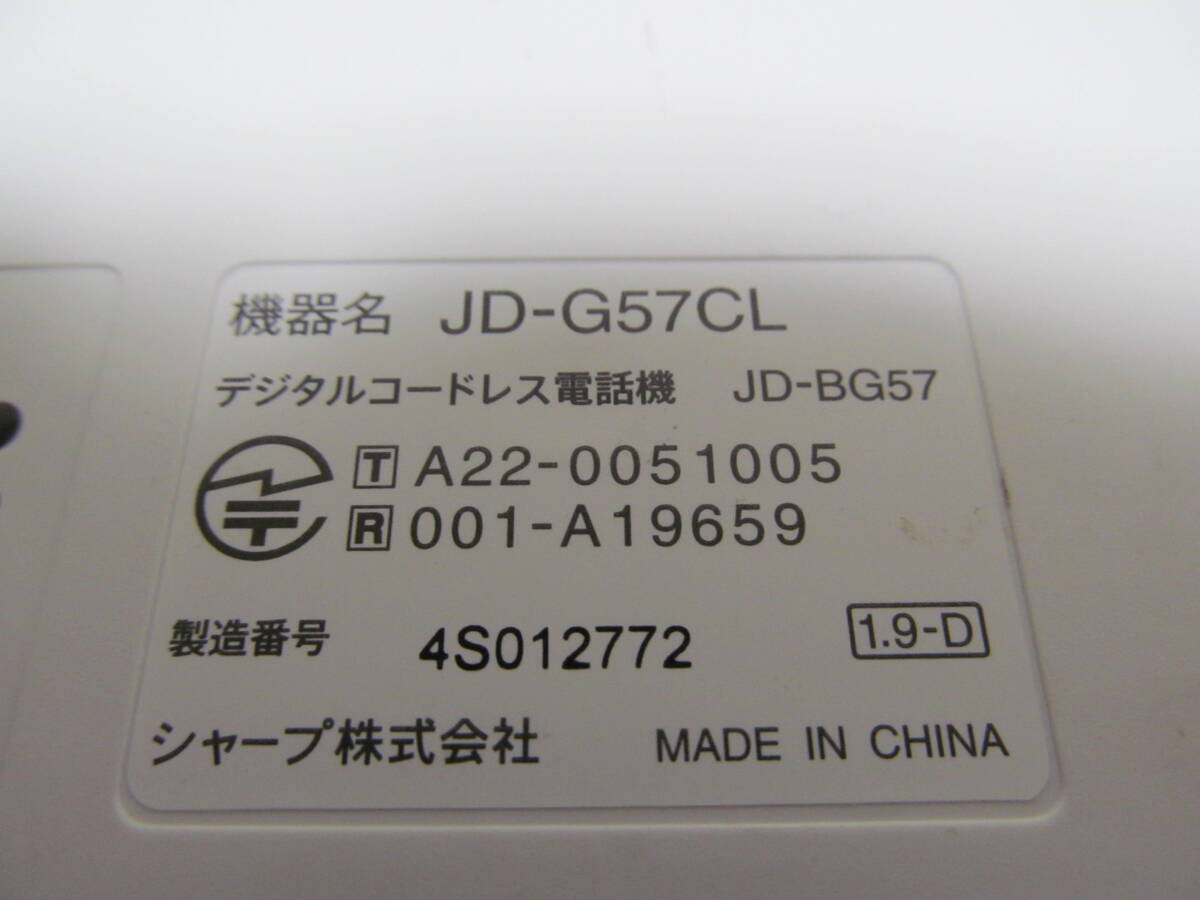 機器名 JD-G57CL
デジタルコードレス電話機 JD-BG57
T A22-0051005
R 001-A19659
製造番号 4S012772 1.9-D
シャープ株式会社 MADE IN CHINA